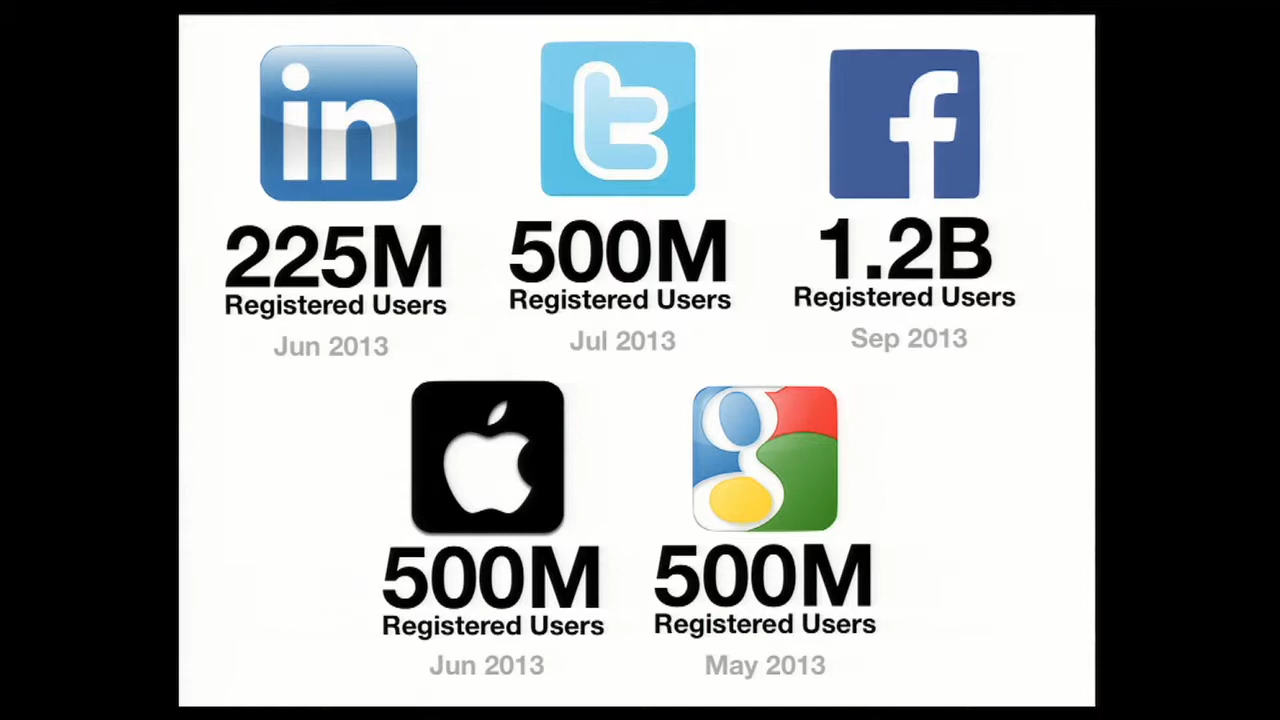 in
t
f
225M
500M
1.2B
Registered Users
Registered Users
Registered Users
Jun 2013
Jul 2013
Sep 2013
g
500M
500M
Registered Users
Registered Users
Jun 2013
May 2013